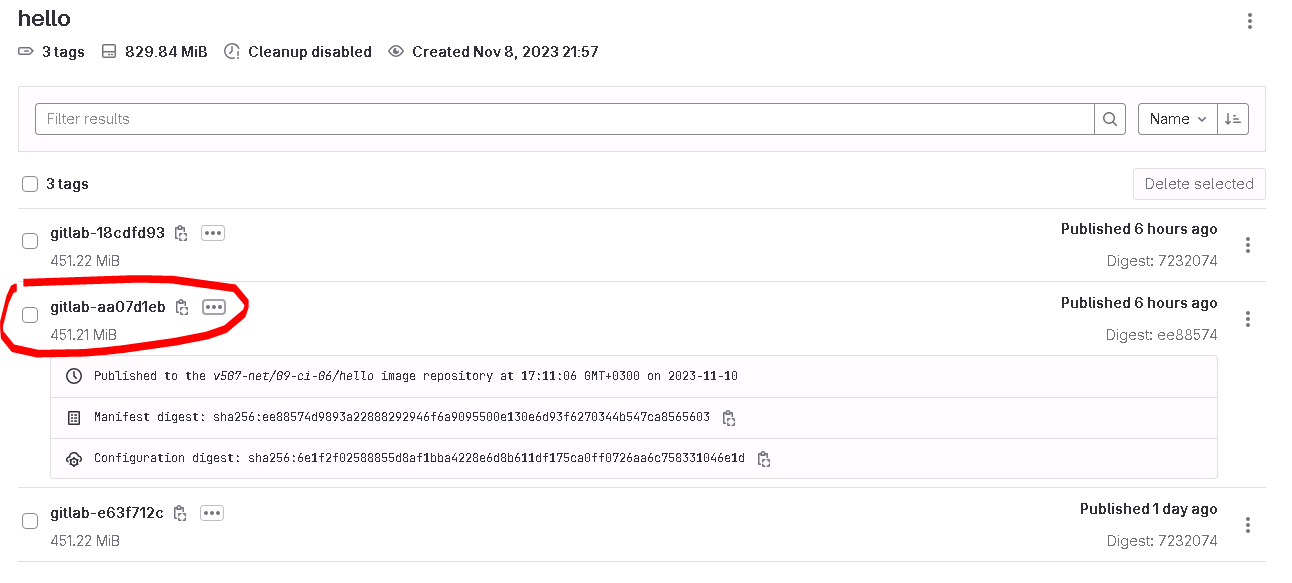 hello
3 tags 829.84 MiB Cleanup disabled Created Nov 8, 2023 21:57
Filter results Name
3 tags Delete selected
gitlab-18cdfd93 Published 6 hours ago
451.22 MiB Digest: 7232074
gitlab-aa07d1eb Published 6 hours ago
451.21 MiB Digest: ee88574
Published to the v507-net/09-ci-06/hello image repository at 17:11:06 GMT+0300 on 2023-11-10
Manifest digest: sha256:ee88574d9893a22888292946f6a9095500e130e6d93f6270344b547ca8565603
Configuration digest: sha256:6e1f2f02588855d8af1bba4228e6d8b611df175ca0ff0726aa6c758331046e1d
gitlab-e63f712c Published 1 day ago
451.22 MiB Digest: 7232074